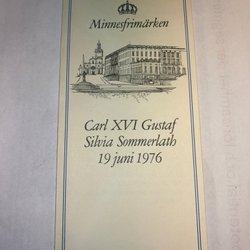 Minnesfrimärken
Carl XVI Gustaf
Silvia Sommerlath
19 juni 1976